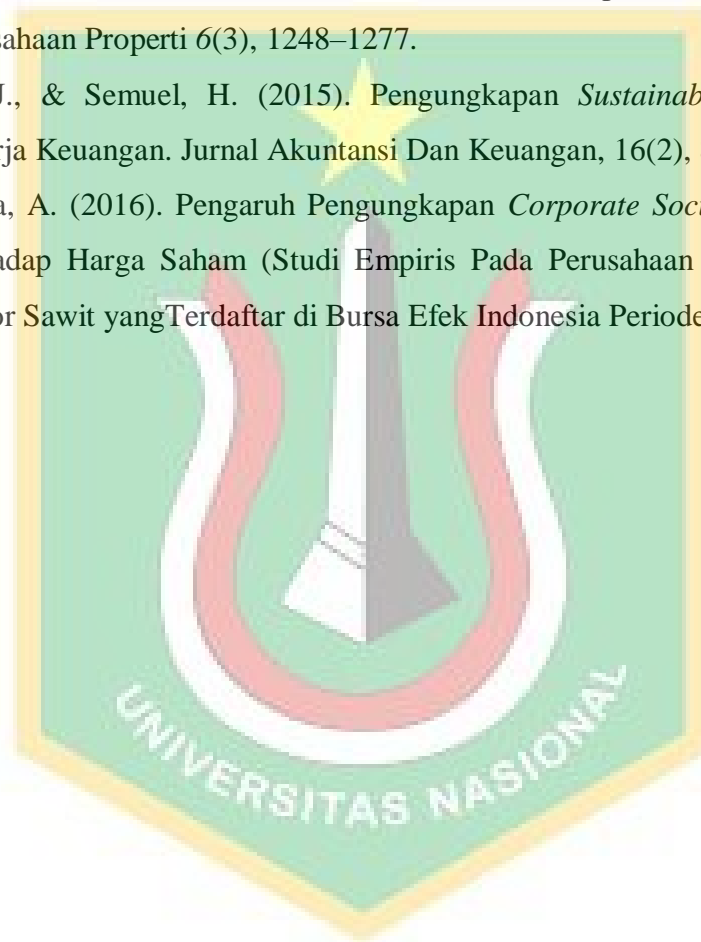 sahaan Properti 6(3), 1248–1277.
J., & Semuel, H. (2015). Pengungkapan Sustainab
rja Keuangan. Jurnal Akuntansi Dan Keuangan, 16(2),
a, A. (2016). Pengaruh Pengungkapan Corporate Soci
adap Harga Saham (Studi Empiris Pada Perusahaan
or Sawit yangTerdaftar di Bursa Efek Indonesia Periode
UNIVERSITAS NASIONAL